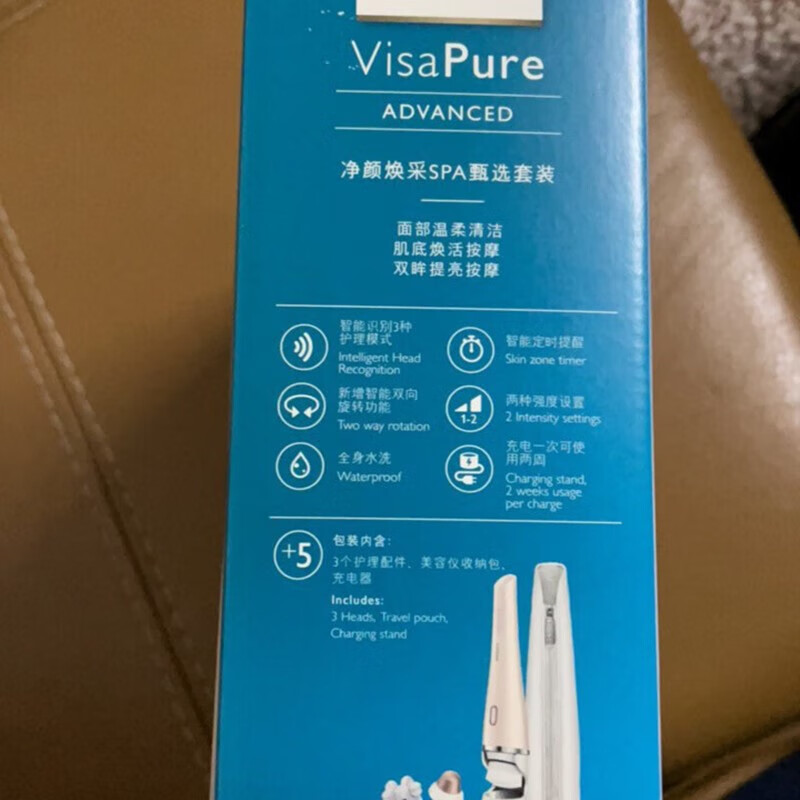 VisaPure
ADVANCED
净颜焕采SPA甄选套装
面部温柔清洁
肌底焕活按摩
双眸提亮按摩
智能识别3种
护理模式
Intelligent Head
Recognition
智能定时提醒
Skin zone timer
新增智能双向
旋转功能
Two way rotation
1-2
两种强度设置
2 Intensity settings
全身水洗
Waterproof
充电一次可使
用两周
Charging stand,
2 weeks usage
per charge
+5
包装内含:
3个护理配件、美容仪收纳包、
充电器
Includes:
3 Heads, Travel pouch,
Charging stand